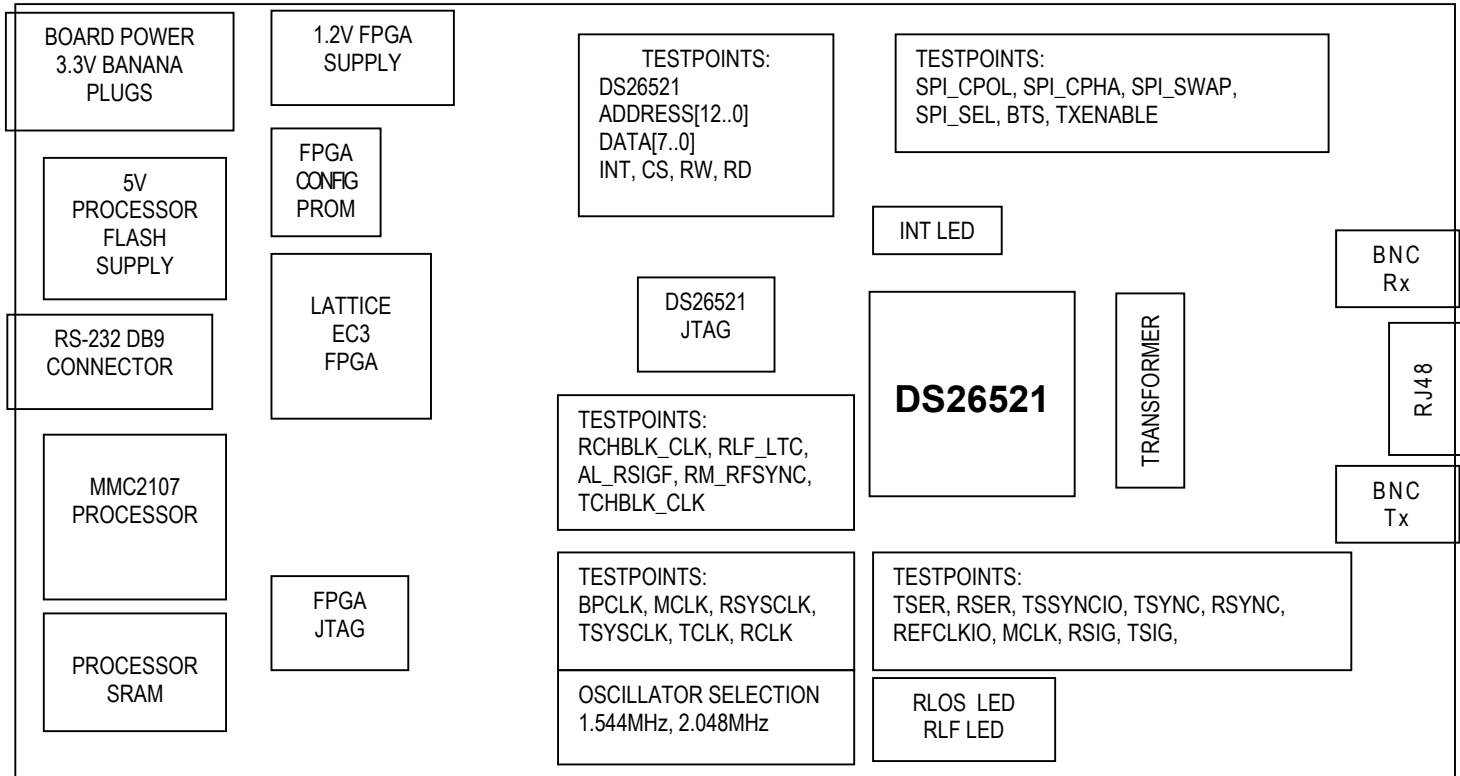 BOARD POWER
3.3V BANANA
PLUGS
1.2V FPGA
SUPPLY
TESTPOINTS:
DS26521
ADDRESS[12..0]
DATA[7..0]
INT, CS, RW, RD
TESTPOINTS:
SPI_CPOL, SPI_CPHA, SPI_SWAP,
SPI_SEL, BTS, TXENABLE
5V
PROCESSOR
FLASH
SUPPLY
FPGA
CONFIG
PROM
INT LED
BNC
Rx
RS-232 DB9
CONNECTOR
LATTICE
EC3
FPGA
DS26521
JTAG
DS26521
TRANSFORMER
RJ48
MMC2107
PROCESSOR
TESTPOINTS:
RCHBLK_CLK, RLF_LTC,
AL_RSIGF, RM_RFSYNC,
TCHBLK_CLK
BNC
Tx
PROCESSOR
SRAM
FPGA
JTAG
TESTPOINTS:
BPCLK, MCLK, RSYSCLK,
TSYSCLK, TCLK, RCLK
TESTPOINTS:
TSER, RSER, TSSYNCIO, TSYNC, RSYNC,
REFCLKIO, MCLK, RSIG, TSIG,
OSCILLATOR SELECTION
1.544MHz, 2.048MHz
RLOS LED
RLF LED